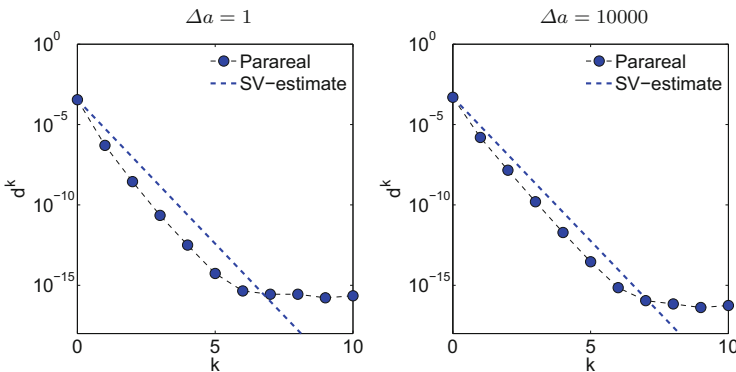 Δa = 1
10^0
10^-5
10^-10
10^-15
d^k
0
5
10
k
Parareal
SV-estimate
Δa = 10000
10^0
10^-5
10^-10
10^-15
d^k
0
5
10
k
Parareal
SV-estimate